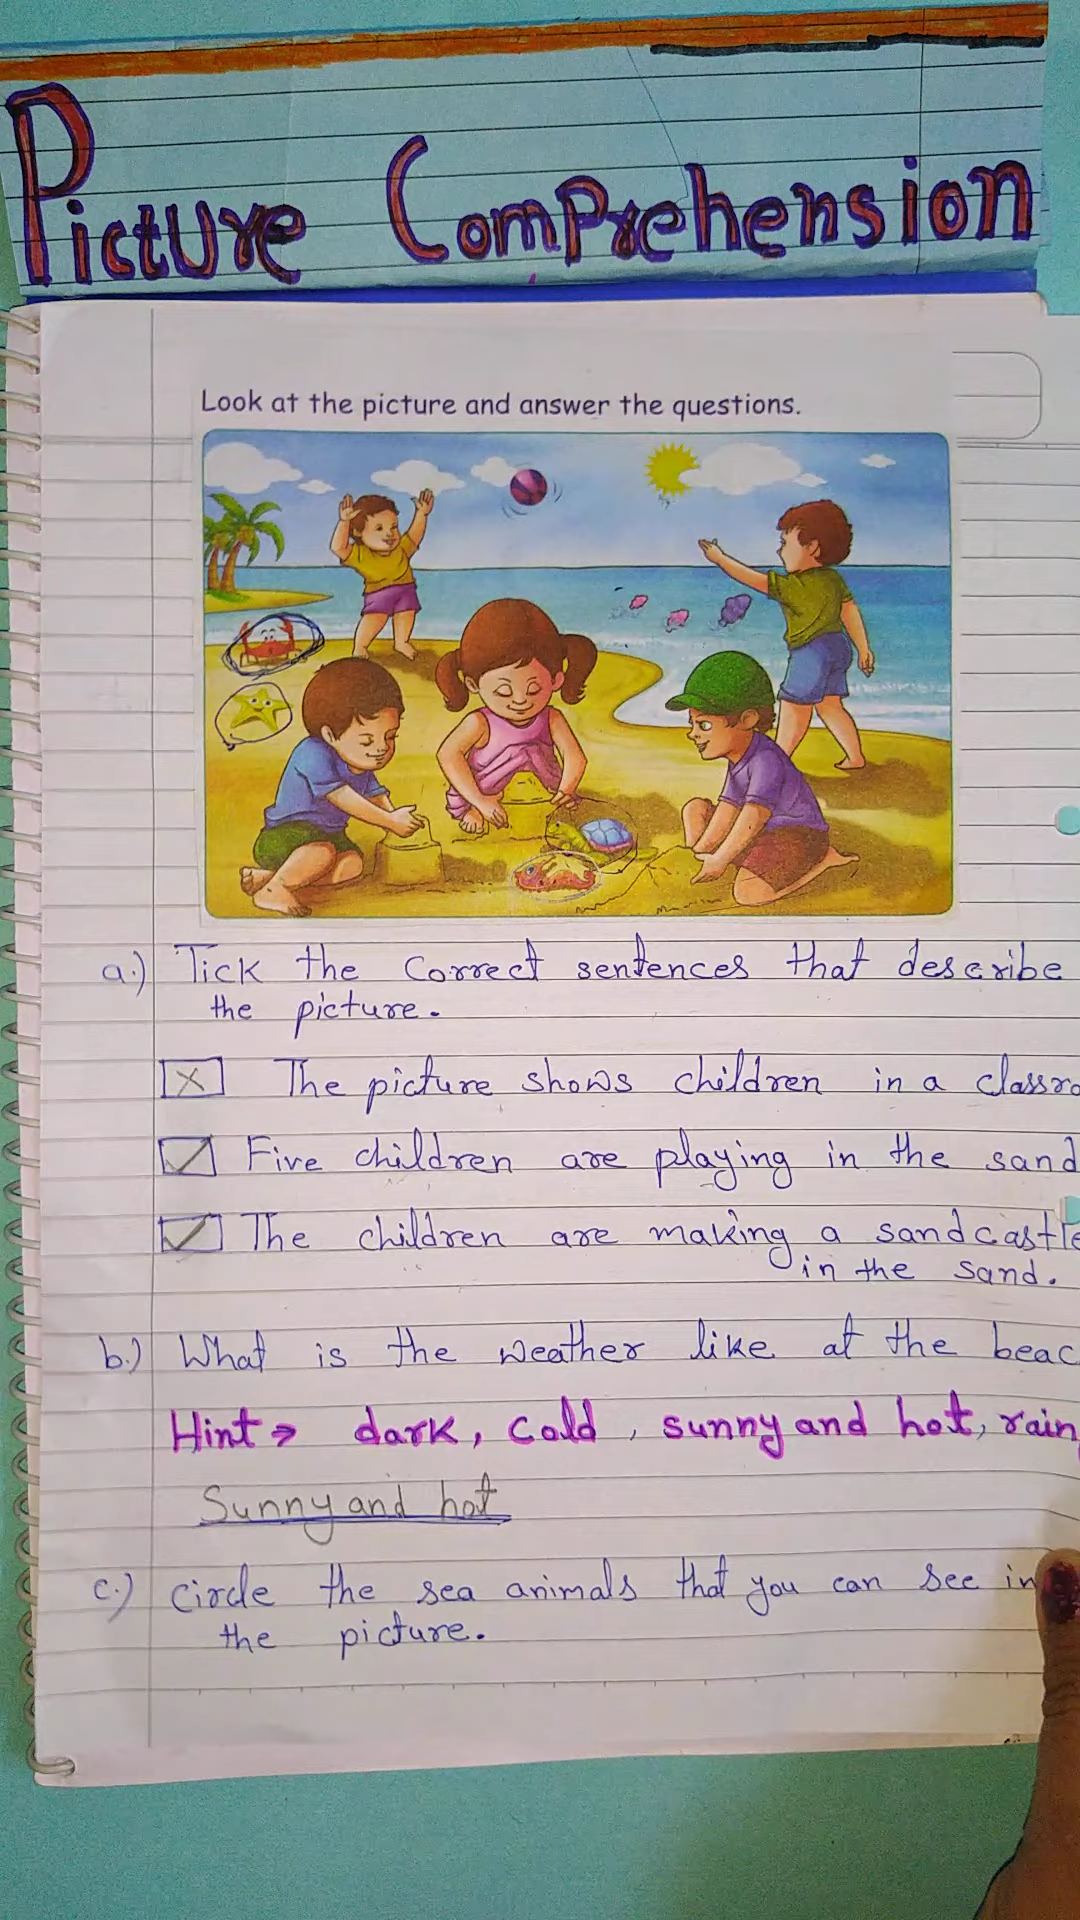 Picture Comprehension
Look at the picture and answer the questions.
a.) Tick the correct sentences that describe
the picture.
☒ The picture shows children in a classro
☑ Five children are playing in the sand
☑ The children are making a sandcastle
in the sand.
b.) What is the weather like at the beac
Hint → dark, cold, sunny and hot, rain
Sunny and hot
c.) Circle the sea animals that you can see in
the picture.